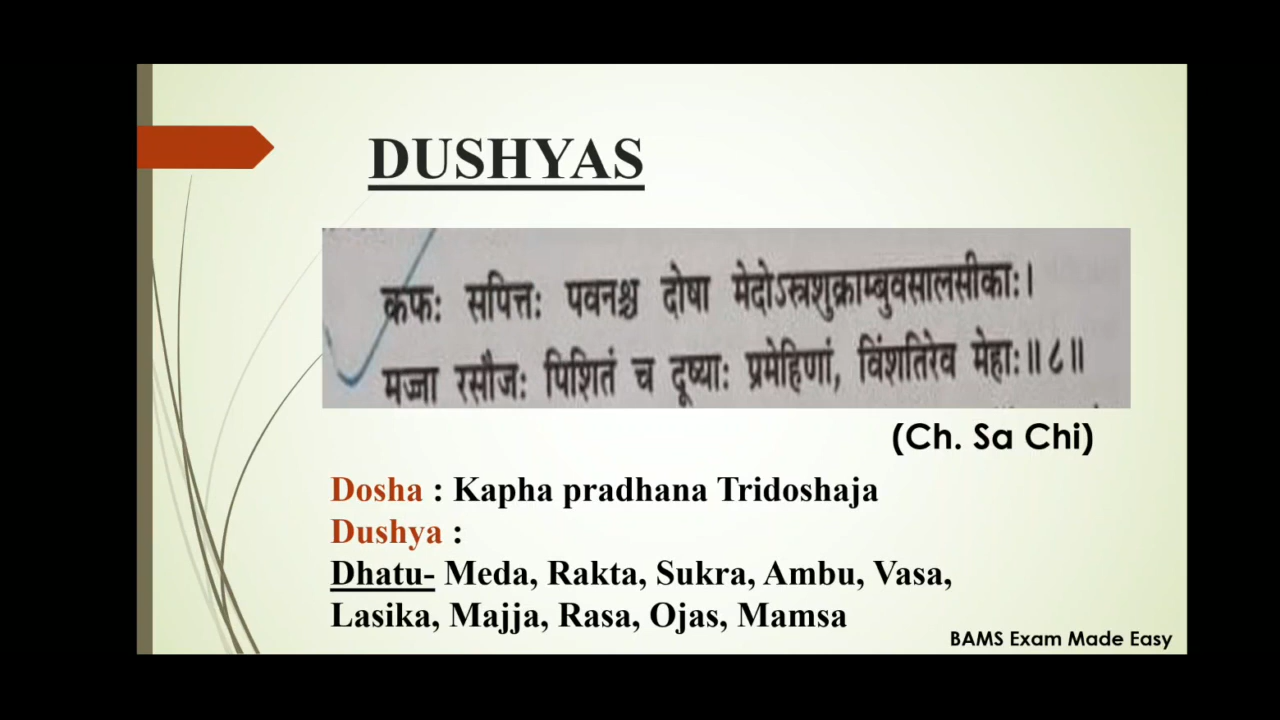 DUSHYAS
कफः सपित्तः पवनश्च दोषा मेदोऽस्रशुक्राम्बुवसालसीकाः।
मज्जा रसौजः पिशितं च दूष्याः प्रमेहिणां, विंशतिरेव मेहाः॥८॥
(Ch. Sa Chi)
Dosha : Kapha pradhana Tridoshaja
Dushya :
Dhatu- Meda, Rakta, Sukra, Ambu, Vasa,
Lasika, Majja, Rasa, Ojas, Mamsa
BAMS Exam Made Easy